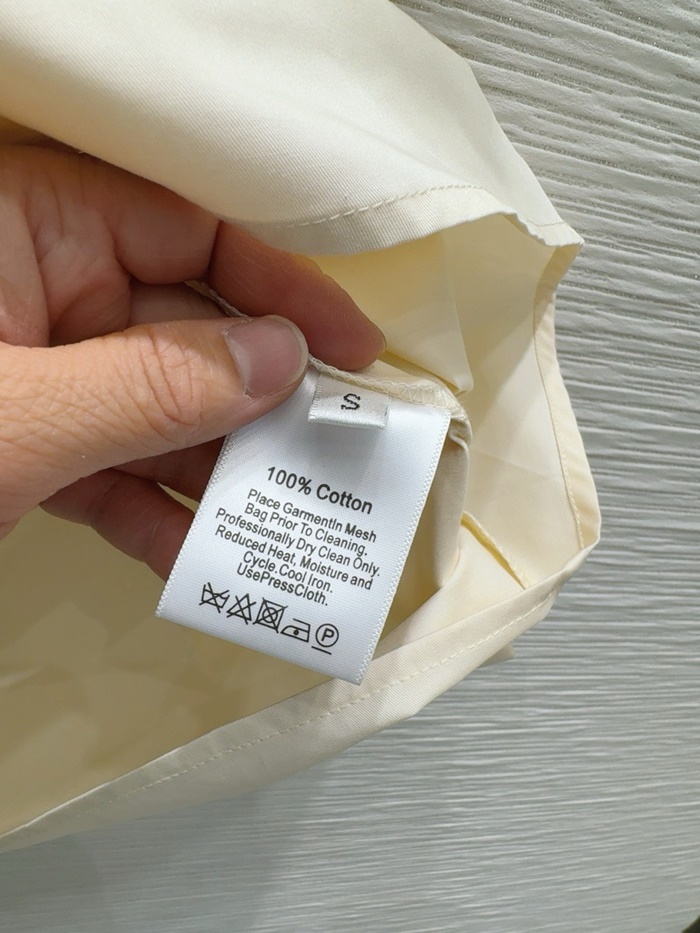 S
100% Cotton
Place GarmentIn Mesh
Bag Prior To Cleaning.
Professionally Dry Clean Only.
Reduced Heat, Moisture and
Cycle.Cool Iron.
UsePressCloth.
P